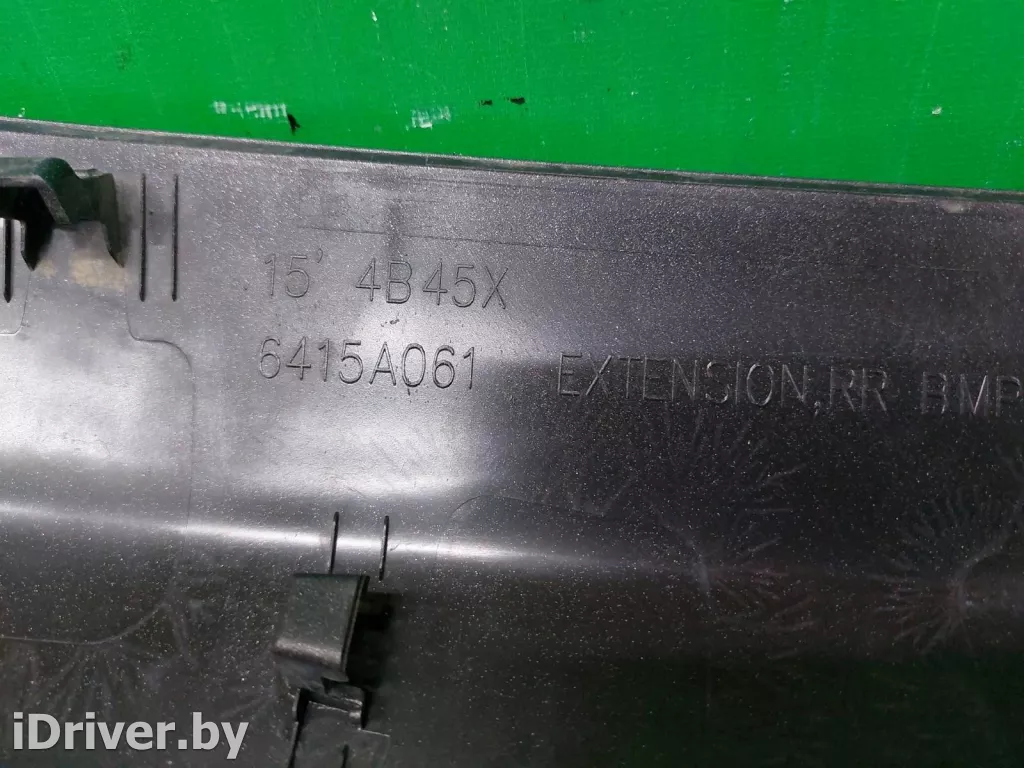 15' 4B45X
6415A061 EXTENSION,RR BMP
iDriver.by